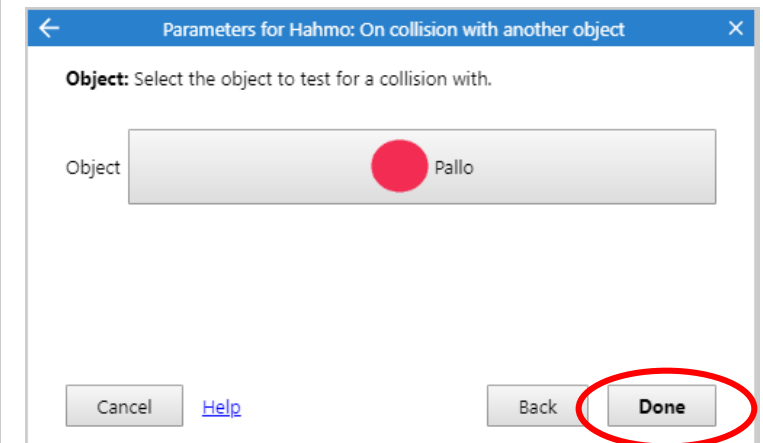 Parameters for Hahmo: On collision with another object
Object: Select the object to test for a collision with.
Object Pallo
Cancel Help Back Done